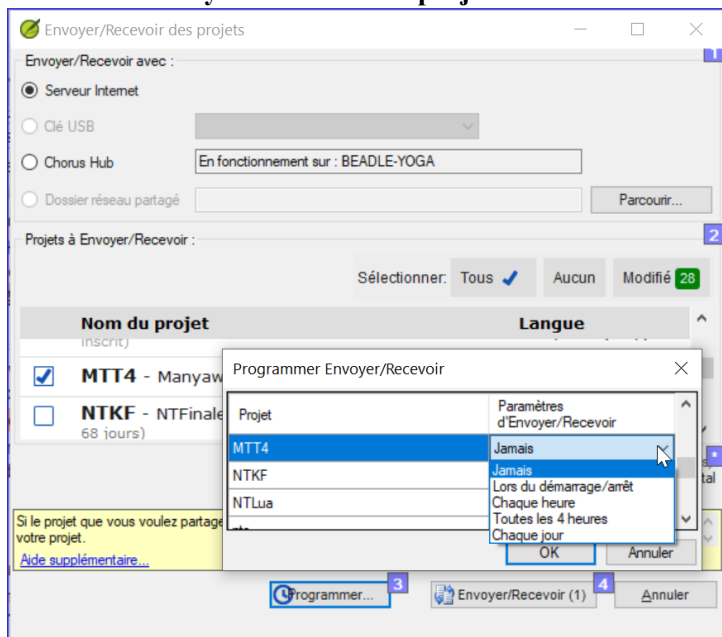 Envoyer/Recevoir des projets
Envoyer/Recevoir avec :
1
Serveur Internet
Clé USB
Chorus Hub
En fonctionnement sur : BEADLE-YOGA
Dossier réseau partagé
Parcourir...
Projets à Envoyer/Recevoir :
2
Sélectionner: Tous Aucun Modifié 28
Nom du projet Langue
inscrit)
MTT4 - Manyaw
NTKF - NTFinale
68 jours)
Programmer Envoyer/Recevoir
Projet
Paramètres
d'Envoyer/Recevoir
MTT4 Jamais
NTKF
NTLua
Jamais
Lors du démarrage/arrêt
Chaque heure
Toutes les 4 heures
Chaque jour
OK Annuler
*
tal
Si le projet que vous voulez partage
votre projet.
Aide supplémentaire...
Programmer... 3 Envoyer/Recevoir (1) 4 Annuler